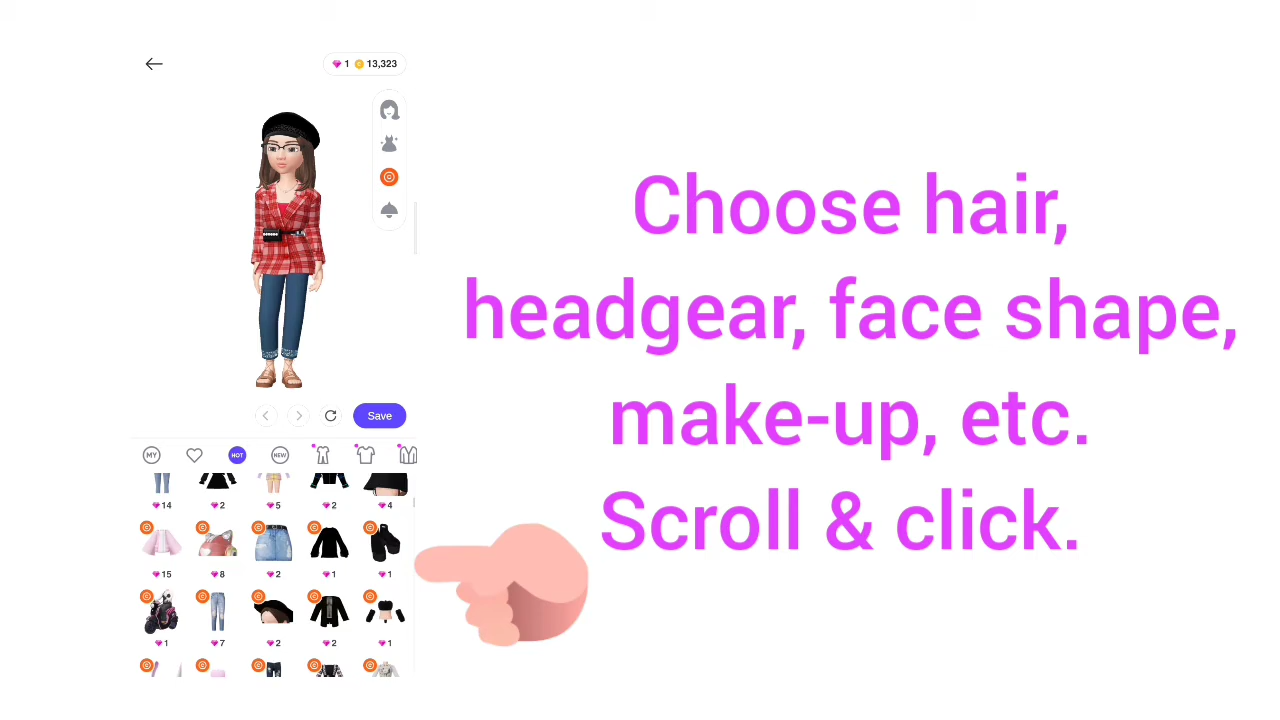 1 13,323
Choose hair,
headgear, face shape,
make-up, etc.
Scroll & click.
Save
MY HOT NEW
14 2 5 2 4
15 8 2 1 1
1 7 2 2 1